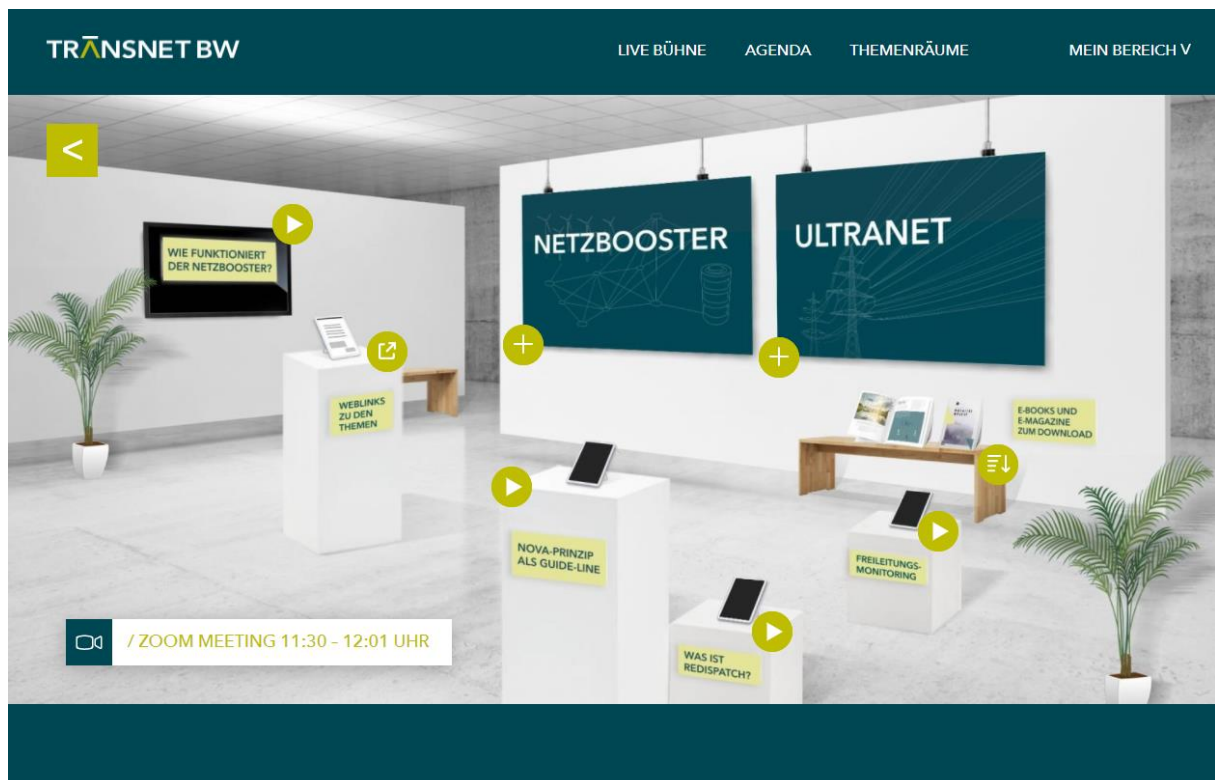 TRANSNET BW
LIVE BÜHNE
AGENDA
THEMENRÄUME
MEIN BEREICH V
<
WIE FUNKTIONIERT
DER NETZBOOSTER?
NETZBOOSTER
ULTRANET
WEBLINKS
ZU DEN
THEMEN
E-BOOKS UND
E-MAGAZINE
ZUM DOWNLOAD
NOVA-PRINZIP
ALS GUIDE-LINE
FREILEITUNGS-
MONITORING
WAS IST
REDISPATCH?
/ ZOOM MEETING 11:30 - 12:01 UHR